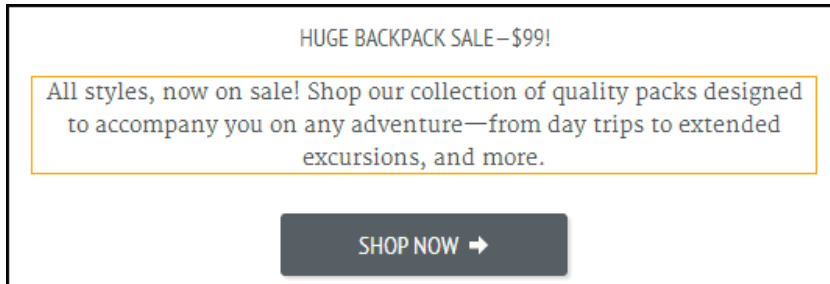 HUGE BACKPACK SALE–$99!
All styles, now on sale! Shop our collection of quality packs designed
to accompany you on any adventure—from day trips to extended
excursions, and more.
SHOP NOW